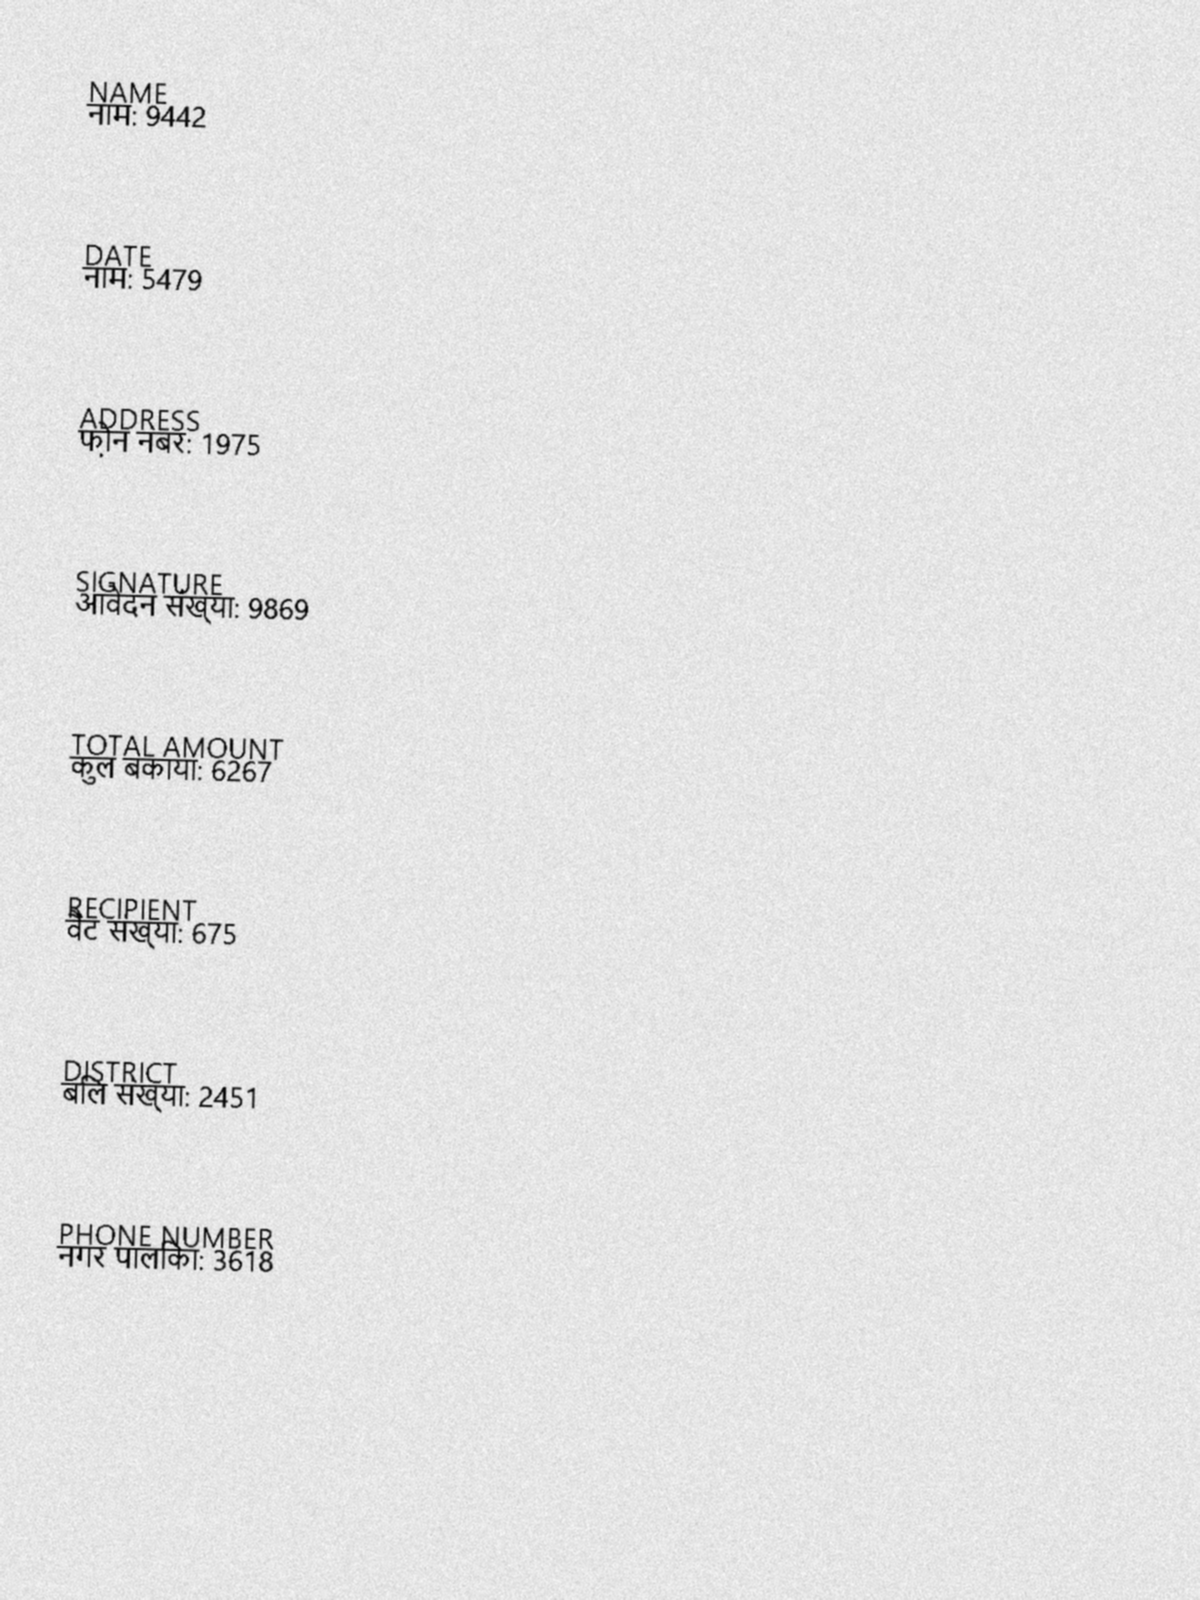 NAME
नाम: 9442
DATE
नाम: 5479
ADDRESS
फ़ोन नंबर: 1975
SIGNATURE
आवेदन संख्या: 9869
TOTAL AMOUNT
कुल बकाया: 6267
RECIPIENT
वैट संख्या: 675
DISTRICT
बिल संख्या: 2451
PHONE NUMBER
नगर पालिका: 3618